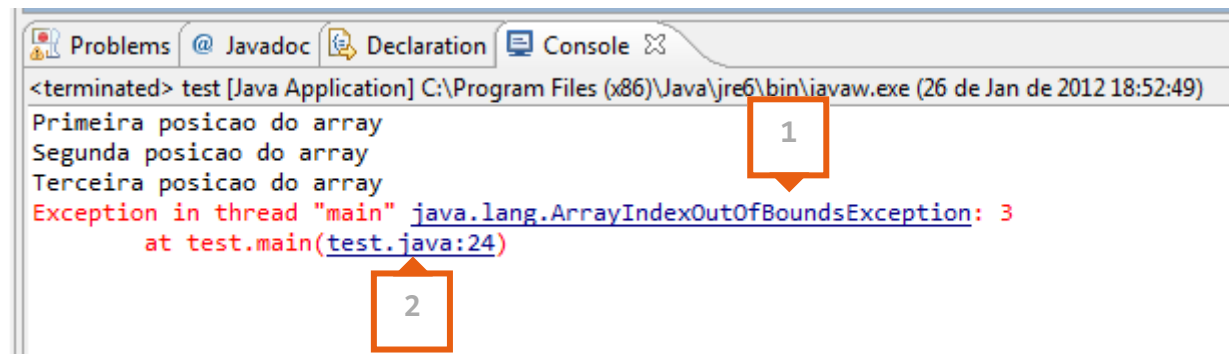 Problems @ Javadoc Declaration Console
<terminated> test [Java Application] C:\Program Files (x86)\Java\jre6\bin\javaw.exe (26 de Jan de 2012 18:52:49)
Primeira posicao do array
Segunda posicao do array
Terceira posicao do array
1
Exception in thread "main" java.lang.ArrayIndexOutOfBoundsException: 3
at test.main(test.java:24)
2